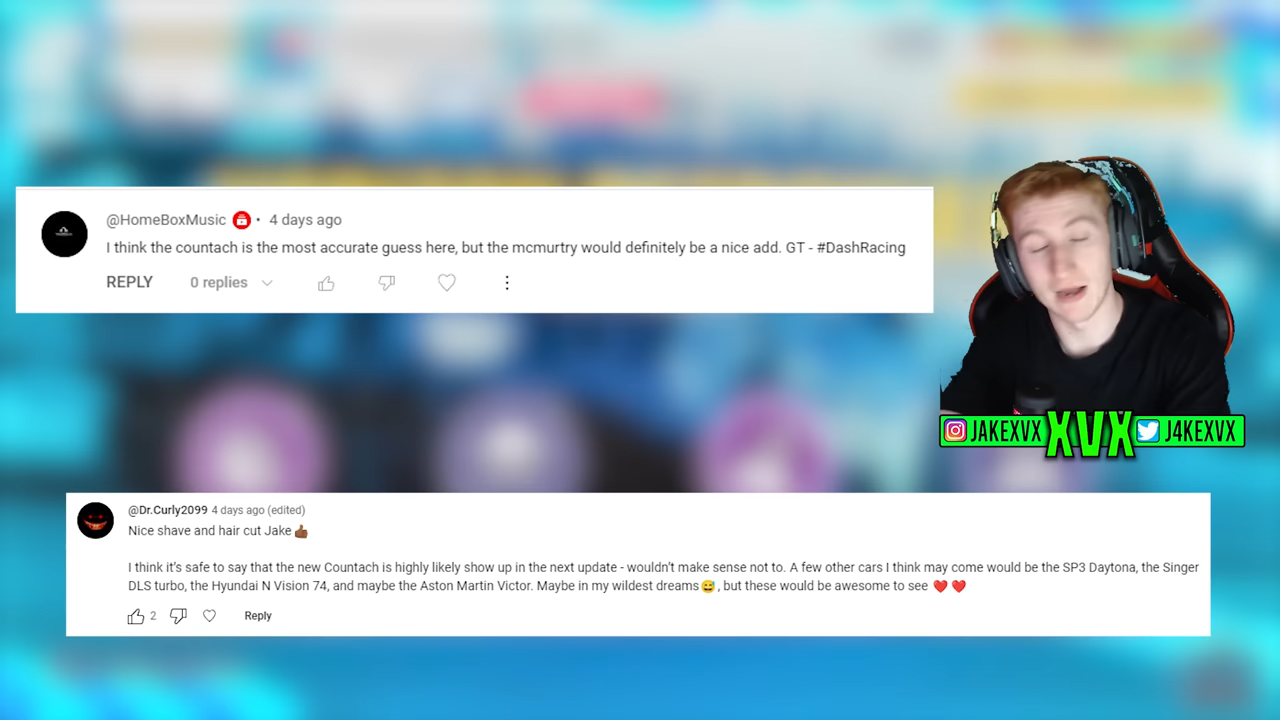 @HomeBoxMusic • 4 days ago
I think the countach is the most accurate guess here, but the mcmurtry would definitely be a nice add. GT - #DashRacing
REPLY 0 replies
JAKEXVX XVX J4KEXVX
@Dr.Curly2099 4 days ago (edited)
Nice shave and hair cut Jake 👍🏾
I think it's safe to say that the new Countach is highly likely show up in the next update - wouldn't make sense not to. A few other cars I think may come would be the SP3 Daytona, the Singer
DLS turbo, the Hyundai N Vision 74, and maybe the Aston Martin Victor. Maybe in my wildest dreams😅, but these would be awesome to see ❤️ ❤️
2 Reply